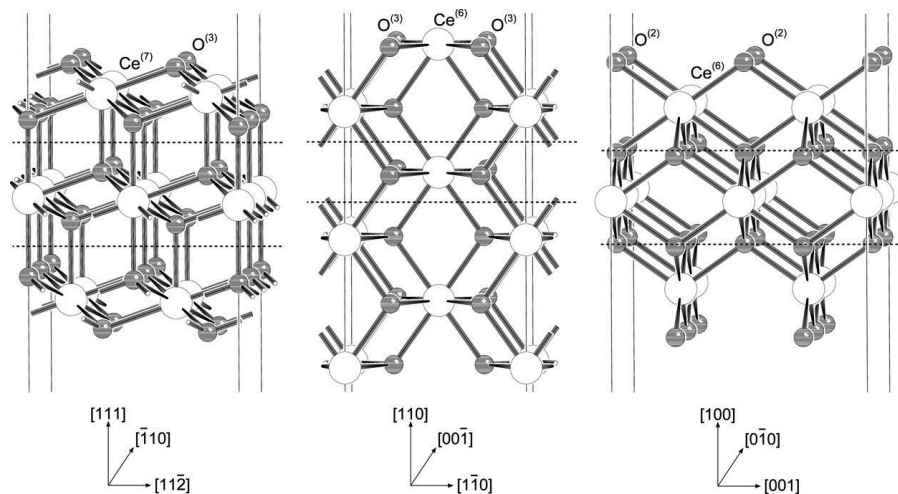 Ce⁽⁷⁾ O⁽³⁾
O⁽³⁾ Ce⁽⁶⁾ O⁽³⁾
O⁽²⁾ O⁽²⁾
Ce⁽⁶⁾
[111]
[1̅10]
[112̅]
[110]
[001̅]
[11̅0]
[100]
[01̅0]
[001]